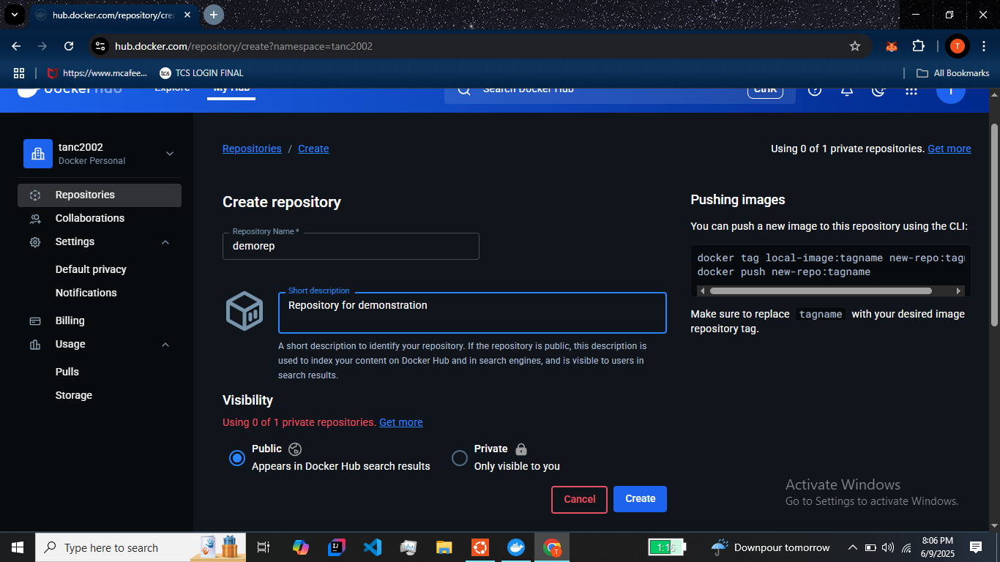 hub.docker.com/repository/crea
hub.docker.com/repository/create?namespace=tanc2002
T
https://www.mcafee...
tcs
TCS LOGIN FINAL
All Bookmarks
docker hub
Explore
My Hub
Search Docker Hub
Ctrl K
T
tanc2002
Docker Personal
Repositories
Collaborations
Settings
Default privacy
Notifications
Billing
Usage
Pulls
Storage
Repositories / Create
Using 0 of 1 private repositories. Get more
Create repository
Repository Name *
demorep
Short description
Repository for demonstration
A short description to identify your repository. If the repository is public, this description is
used to index your content on Docker Hub and in search engines, and is visible to users in
search results.
Visibility
Using 0 of 1 private repositories. Get more
Public
Appears in Docker Hub search results
Private
Only visible to you
Cancel
Create
Pushing images
You can push a new image to this repository using the CLI:
docker tag local-image:tagname new-repo:tagn
docker push new-repo:tagname
Make sure to replace tagname with your desired image
repository tag.
Activate Windows
Go to Settings to activate Windows.
Type here to search
IJ
T
1:16
Downpour tomorrow
8:06 PM
6/9/2025